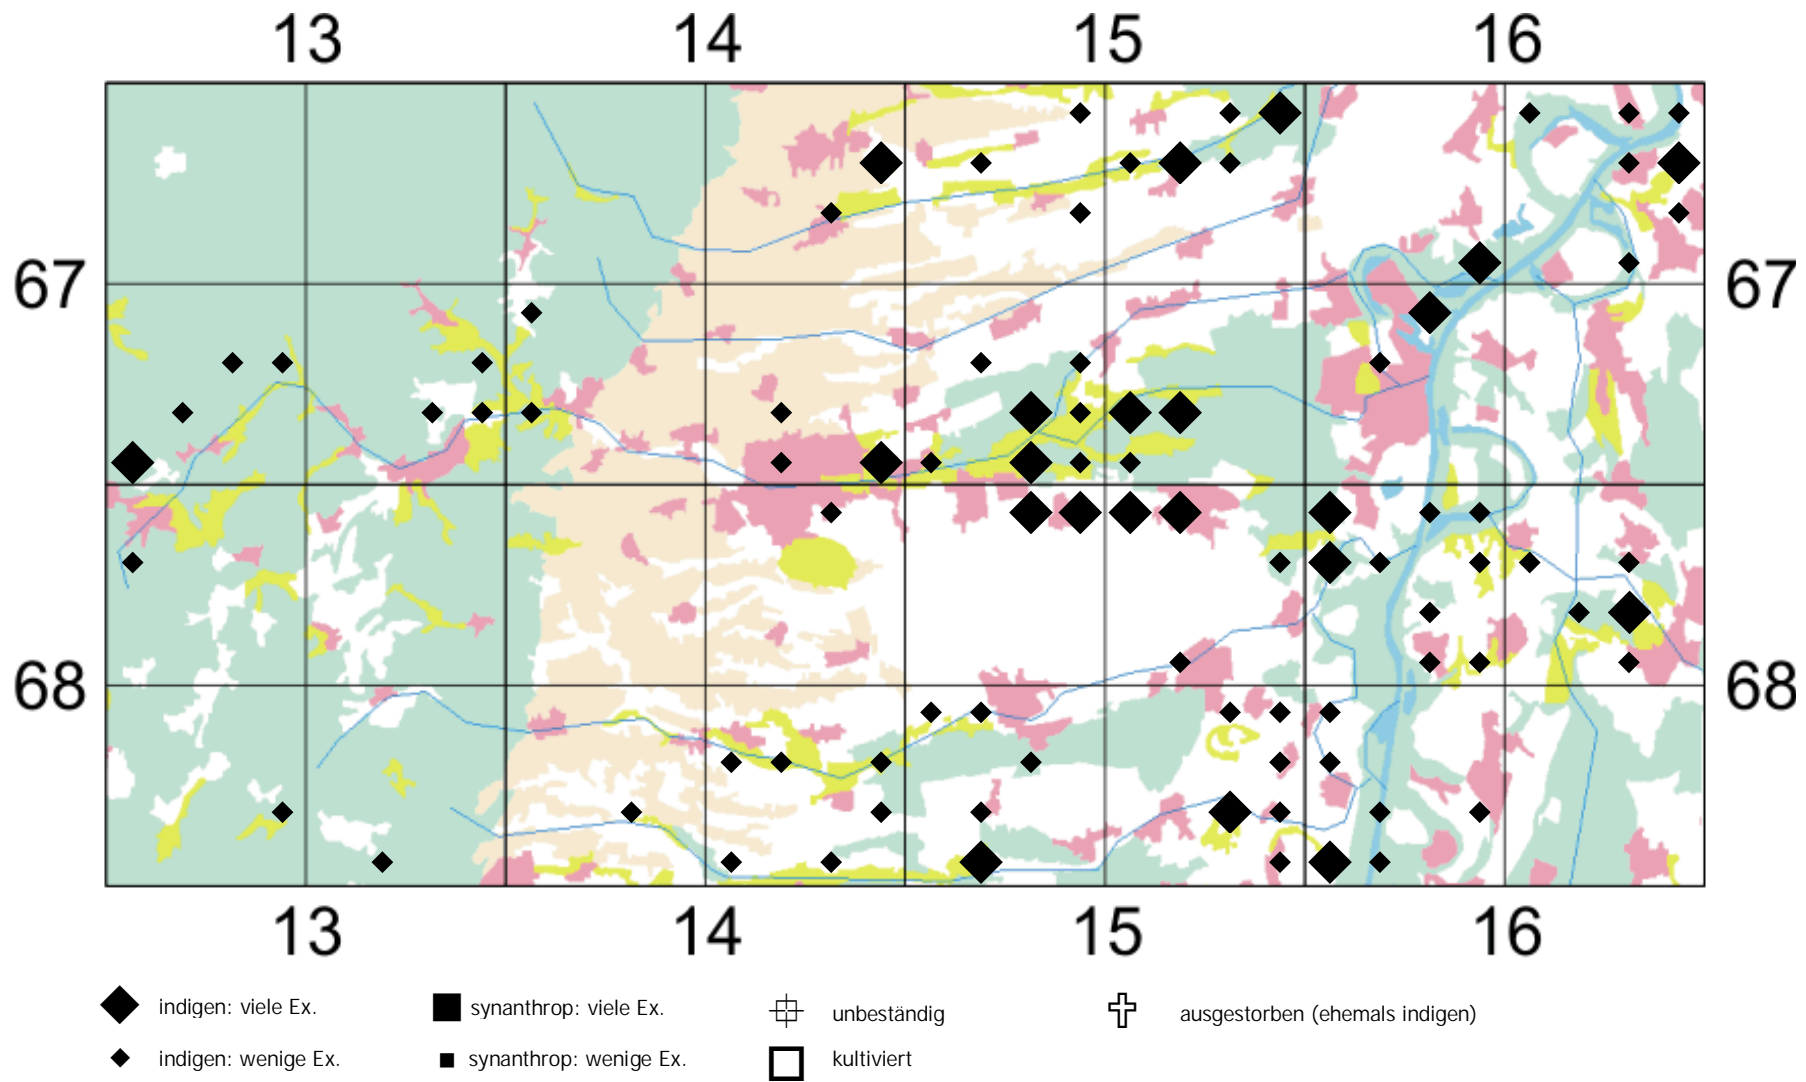 13 14 15 16
67 67
68 68
13 14 15 16
indigen: viele Ex. synanthrop: viele Ex. unbeständig ausgestorben (ehemals indigen)
indigen: wenige Ex. synanthrop: wenige Ex. kultiviert